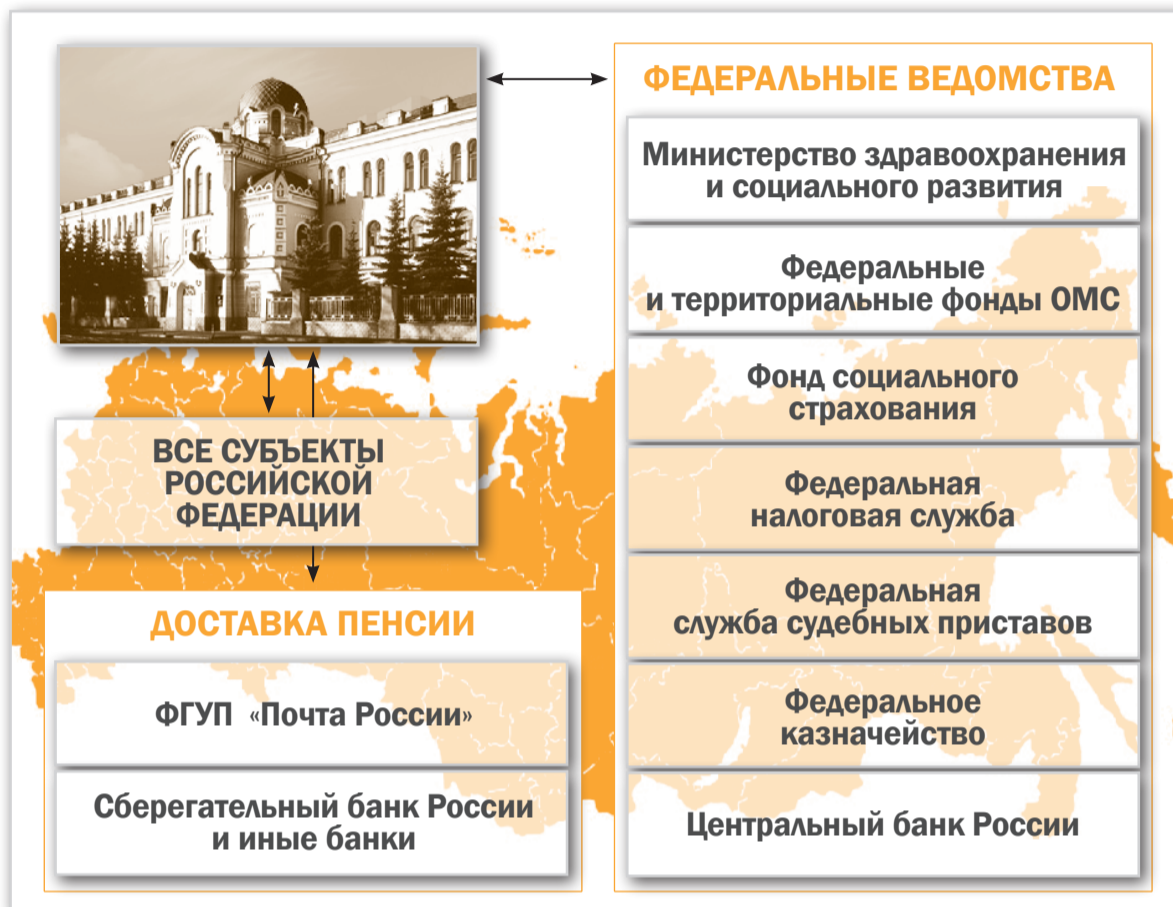 ФЕДЕРАЛЬНЫЕ ВЕДОМСТВА
Министерство здравоохранения
и социального развития
Федеральные
и территориальные фонды ОМС
Фонд социального
страхования
Федеральная
налоговая служба
Федеральная
служба судебных приставов
Федеральное
казначейство
Центральный банк России
ВСЕ СУБЪЕКТЫ
РОССИЙСКОЙ
ФЕДЕРАЦИИ
ДОСТАВКА ПЕНСИИ
ФГУП «Почта России»
Сберегательный банк России
и иные банки